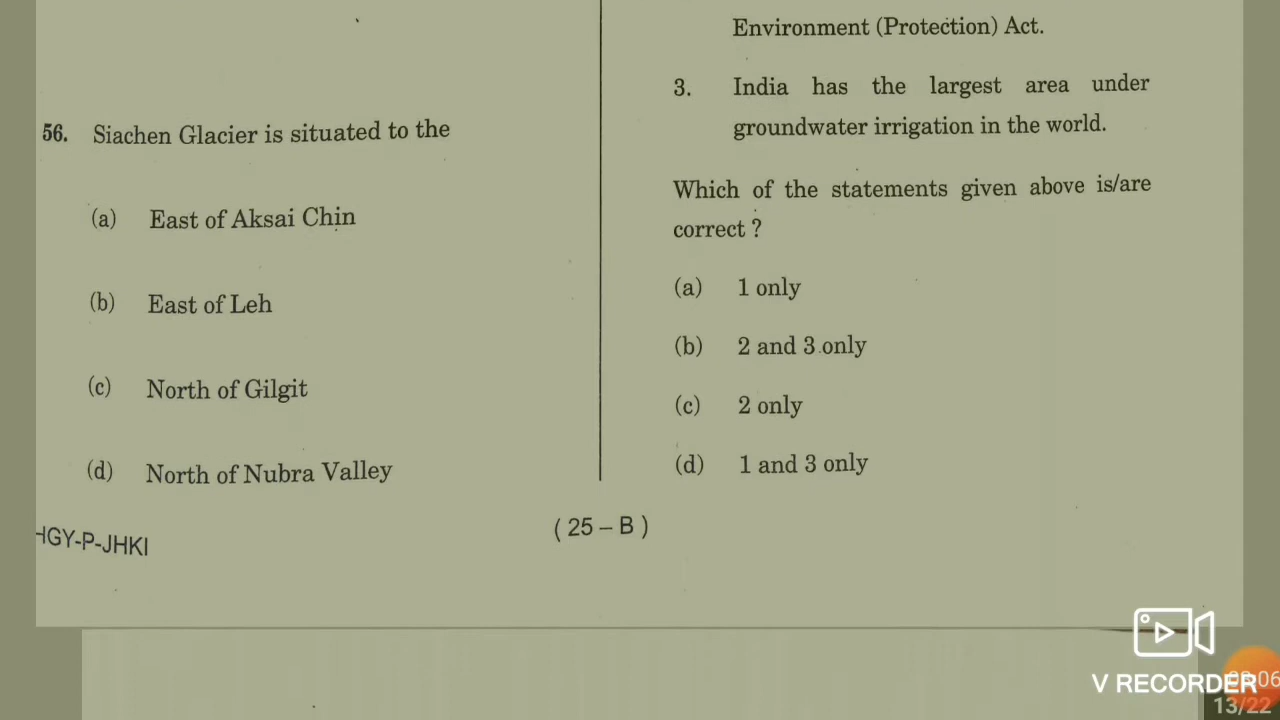 56. Siachen Glacier is situated to the
(a) East of Aksai Chin
(b) East of Leh
(c) North of Gilgit
(d) North of Nubra Valley
HGY-P-JHKI
Environment (Protection) Act.
3. India has the largest area under
groundwater irrigation in the world.
Which of the statements given above is/are
correct ?
(a) 1 only
(b) 2 and 3 only
(c) 2 only
(d) 1 and 3 only
( 25 – B )
V RECORDER
:06
13/22